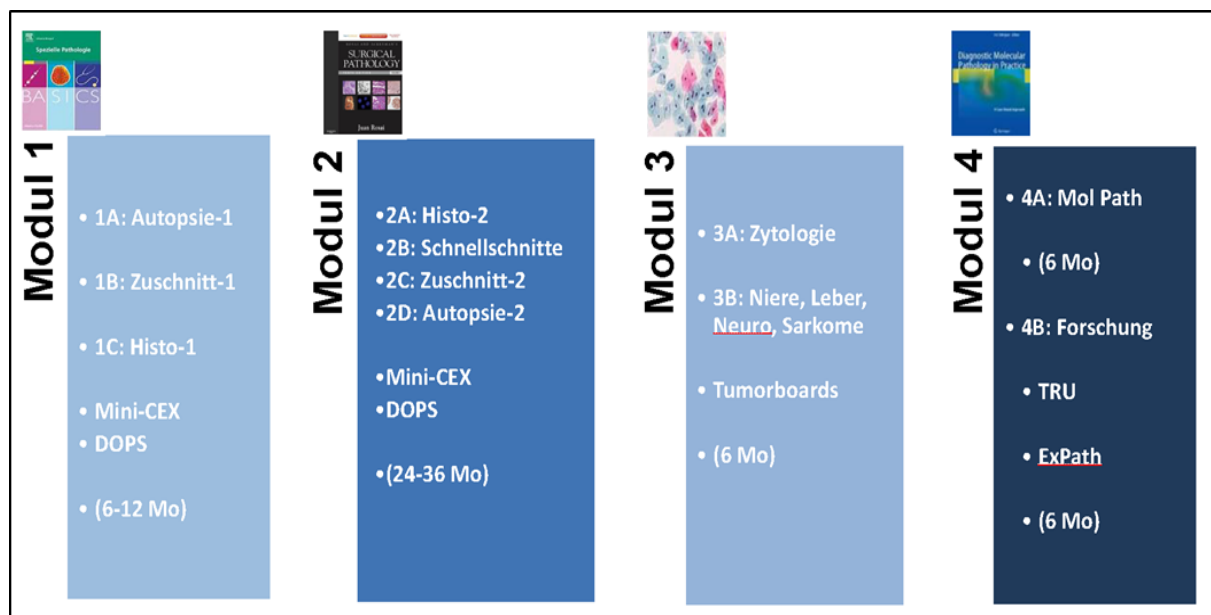 Spezielle Pathologie
BASICS
SURGICAL
PATHOLOGY
Juan Rosai
Diagnostic Molecular
Pathology in Practice
Modul 1
• 1A: Autopsie-1
• 1B: Zuschnitt-1
• 1C: Histo-1
• Mini-CEX
• DOPS
• (6-12 Mo)
Modul 2
•2A: Histo-2
•2B: Schnellschnitte
•2C: Zuschnitt-2
•2D: Autopsie-2
•Mini-CEX
•DOPS
•(24-36 Mo)
Modul 3
• 3A: Zytologie
• 3B: Niere, Leber,
Neuro, Sarkome
• Tumorboards
• (6 Mo)
Modul 4
• 4A: Mol Path
• (6 Mo)
• 4B: Forschung
• TRU
• ExPath
• (6 Mo)